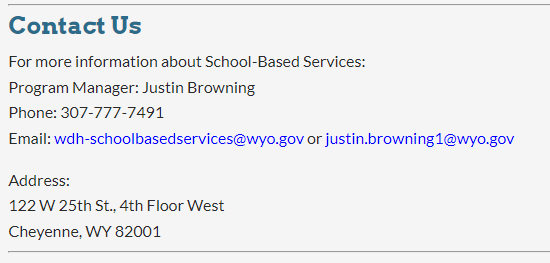 Contact Us
For more information about School-Based Services:
Program Manager: Justin Browning
Phone: 307-777-7491
Email: wdh-schoolbasedservices@wyo.gov or justin.browning1@wyo.gov
Address:
122 W 25th St., 4th Floor West
Cheyenne, WY 82001